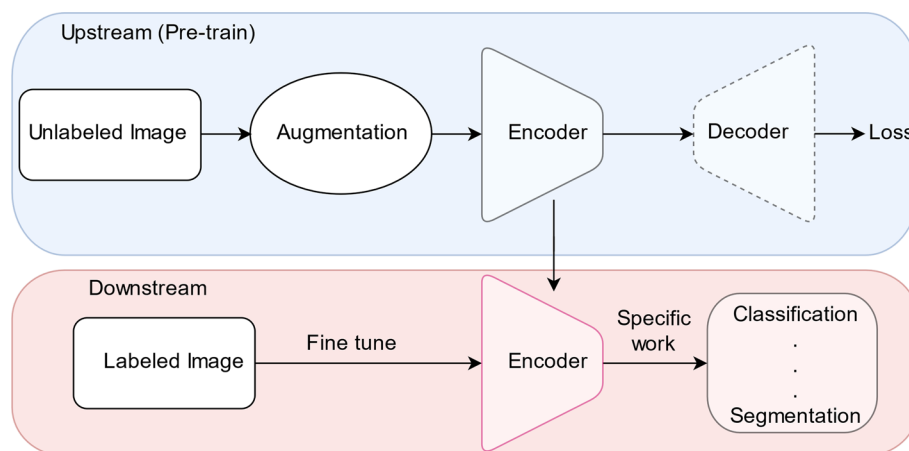 Upstream (Pre-train)
Unlabeled Image
Augmentation
Encoder
Decoder
Loss
Downstream
Labeled Image
Fine tune
Encoder
Specific
work
Classification
.
.
.
Segmentation